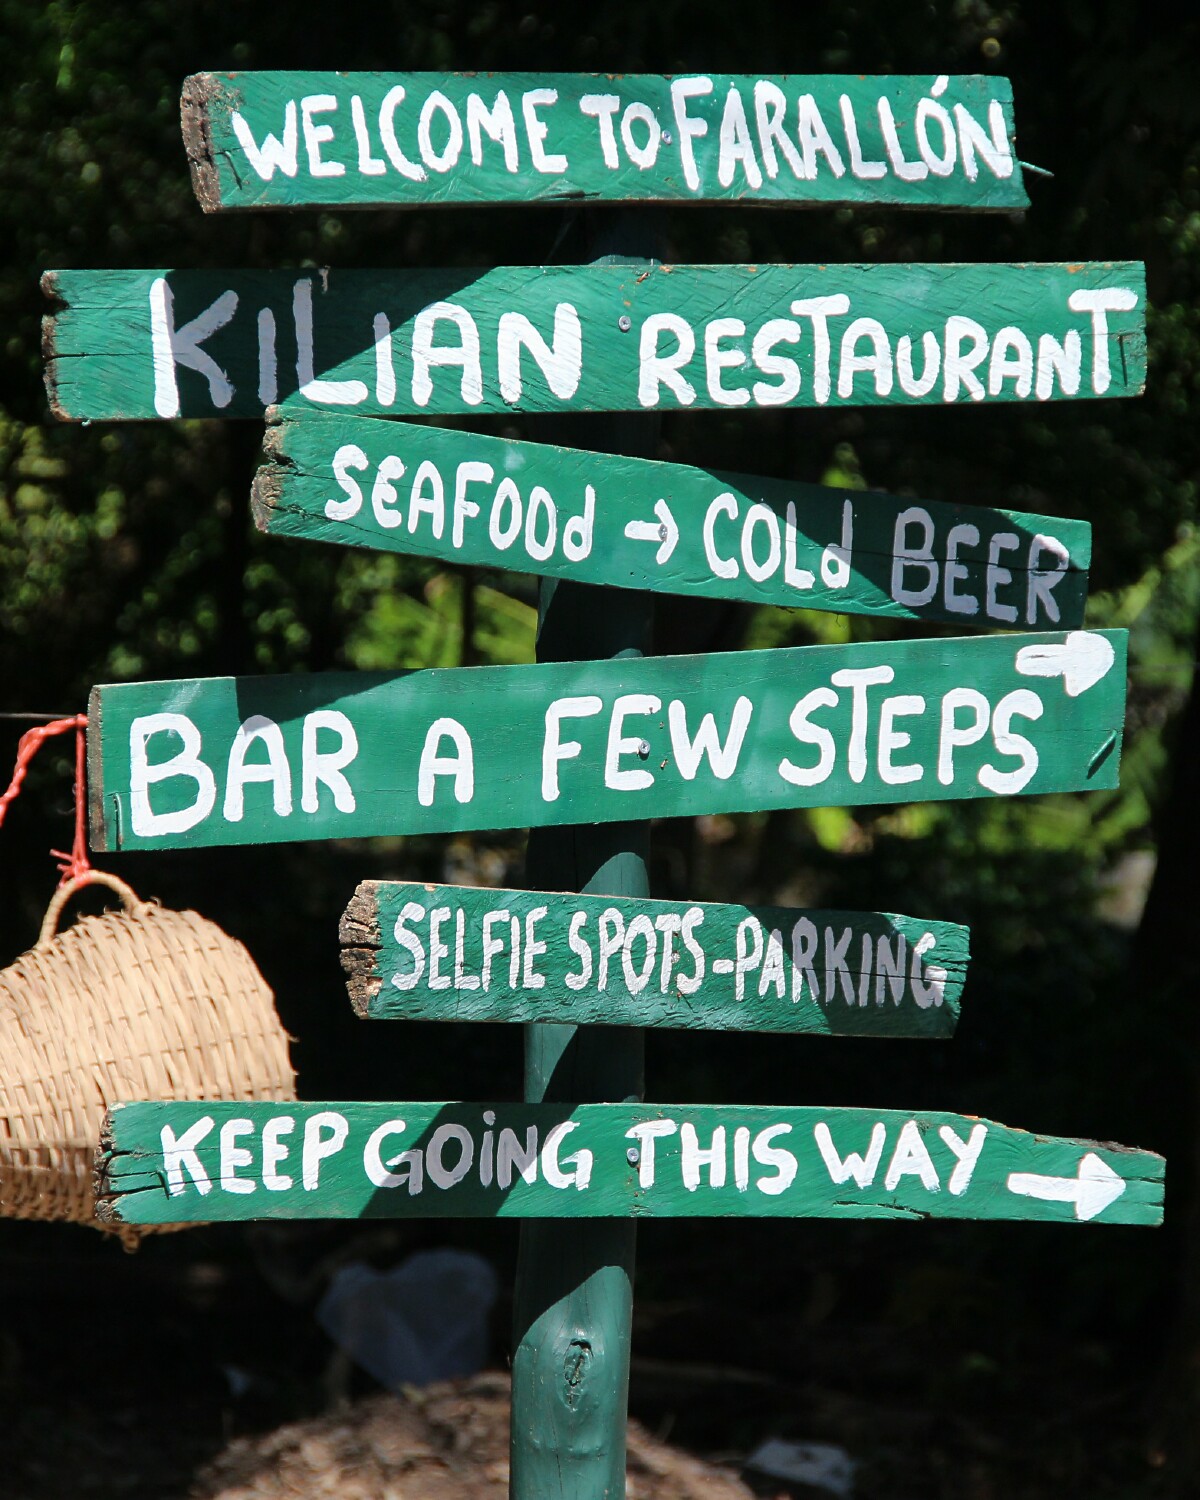 WELCOME TO FARALLÓN
KILIAN RESTAURANT
SEAFOOd → COLd BEER
BAR A FEW STEPS →
SELFIE SPOTS-PARKING
KEEP GOiNG THIS WAY →